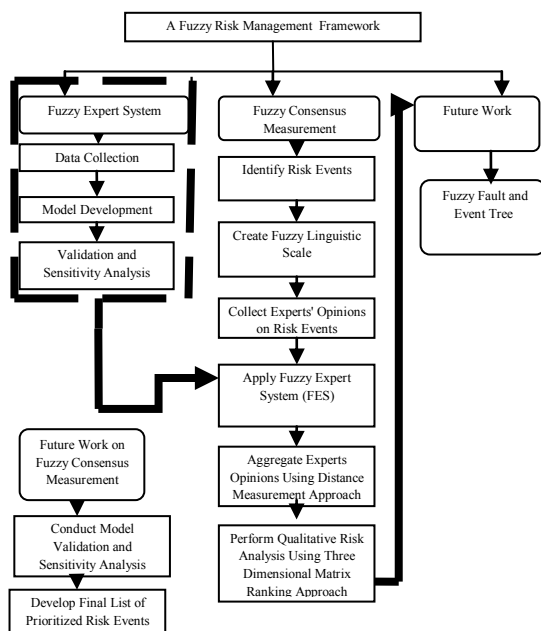 A Fuzzy Risk Management Framework
Fuzzy Expert System
Data Collection
Model Development
Validation and
Sensitivity Analysis
Fuzzy Consensus
Measurement
Identify Risk Events
Create Fuzzy Linguistic
Scale
Collect Experts' Opinions
on Risk Events
Apply Fuzzy Expert
System (FES)
Aggregate Experts
Opinions Using Distance
Measurement Approach
Perform Qualitative Risk
Analysis Using Three
Dimensional Matrix
Ranking Approach
Future Work
Fuzzy Fault and
Event Tree
Future Work on
Fuzzy Consensus
Measurement
Conduct Model
Validation and
Sensitivity Analysis
Develop Final List of
Prioritized Risk Events